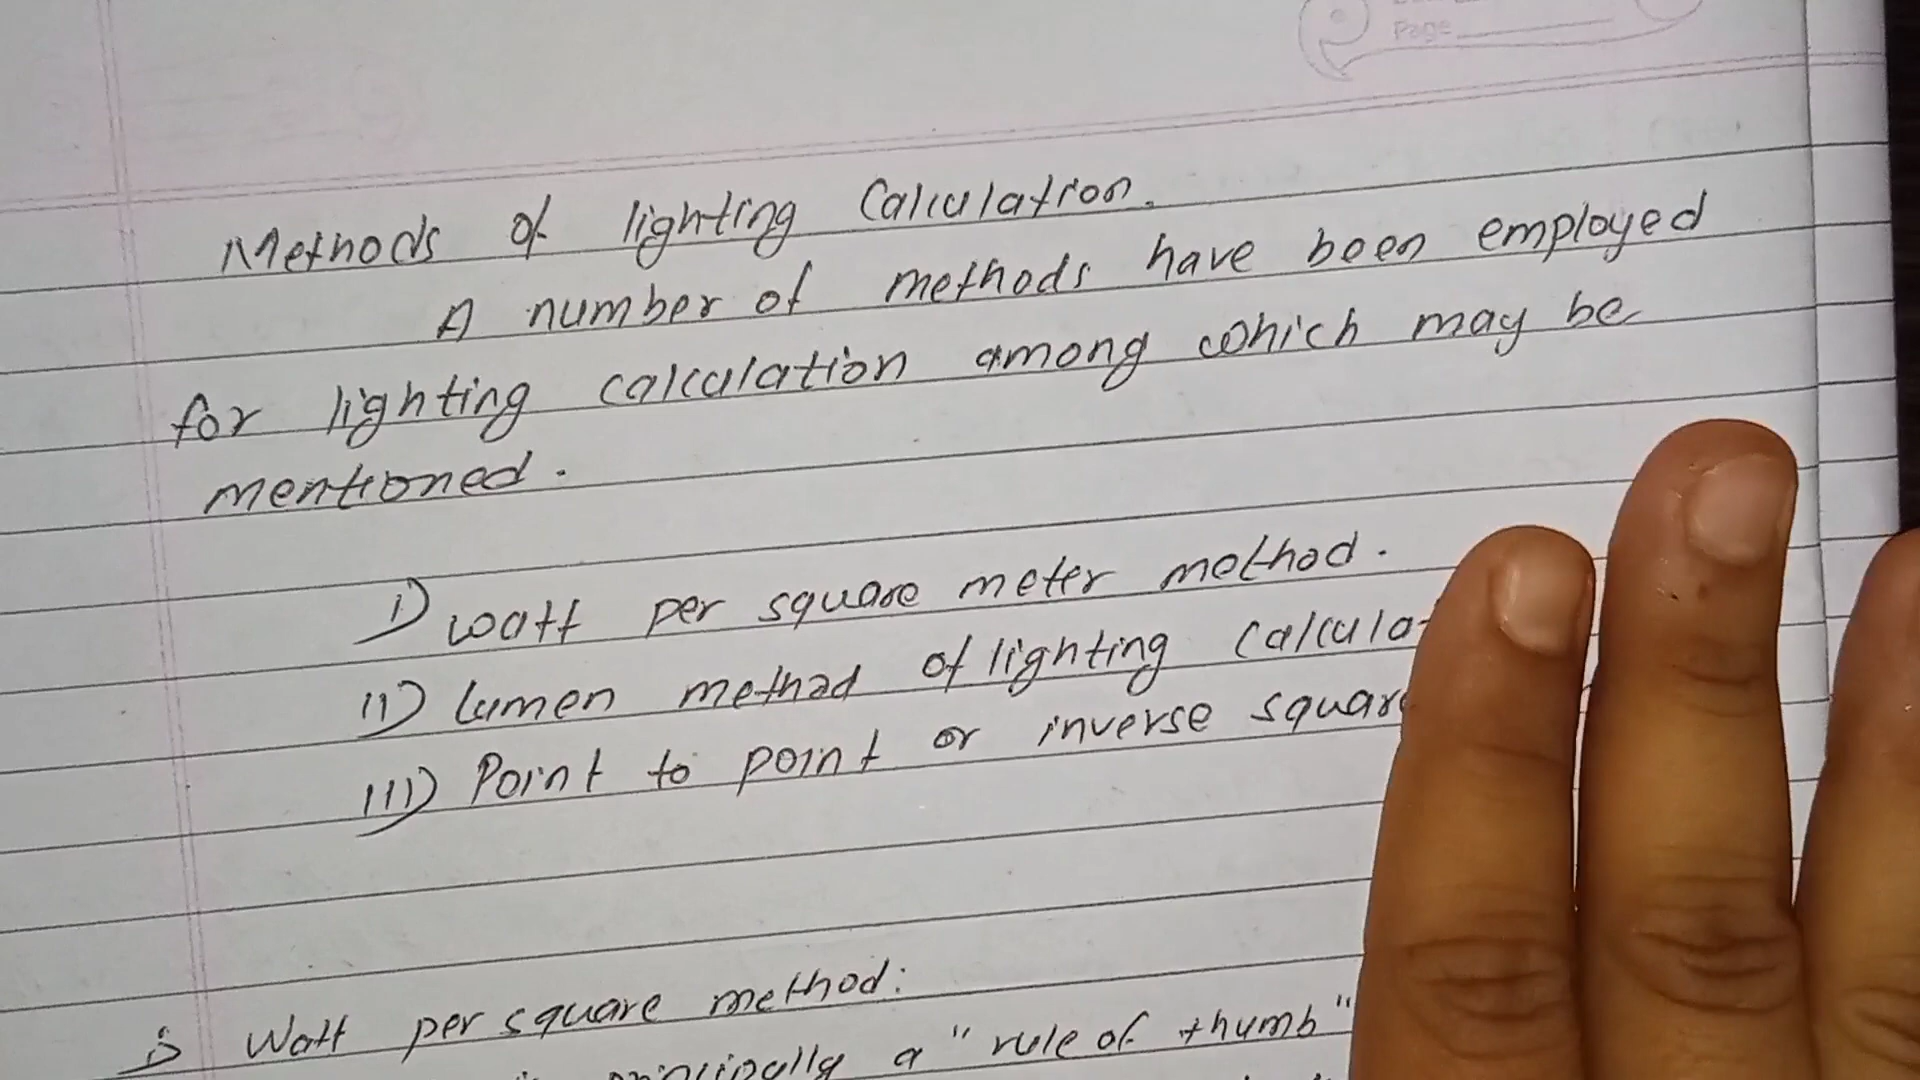 Page
Methods of lighting Calculation.
A number of methods have been employed
for lighting calculation among which may be
mentioned.
i) watt per square meter method.
ii) Lumen method of lighting calcula
iii) Point to point or inverse square
i) Watt per square method:
principally a "rule of thumb"